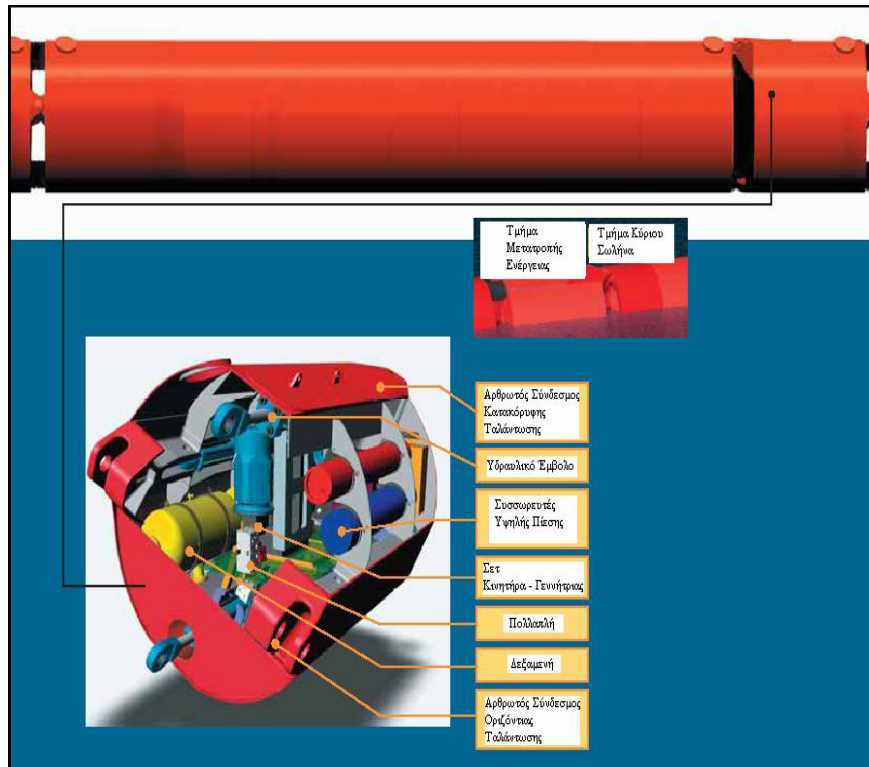 Τμήμα
Μετατροπής
Ενέργειας
Τμήμα Κύριου
Σωλήνα
Αρθρωτός Σύνδεσμος
Κατακόρυφης
Ταλάντωσης
Υδραυλικό Έμβολο
Συσσωρευτές
Υψηλής Πίεσης
Σετ
Κινητήρα - Γεννήτριας
Πολλαπλή
Δεξαμενή
Αρθρωτός Σύνδεσμος
Οριζόντιας
Ταλάντωσης